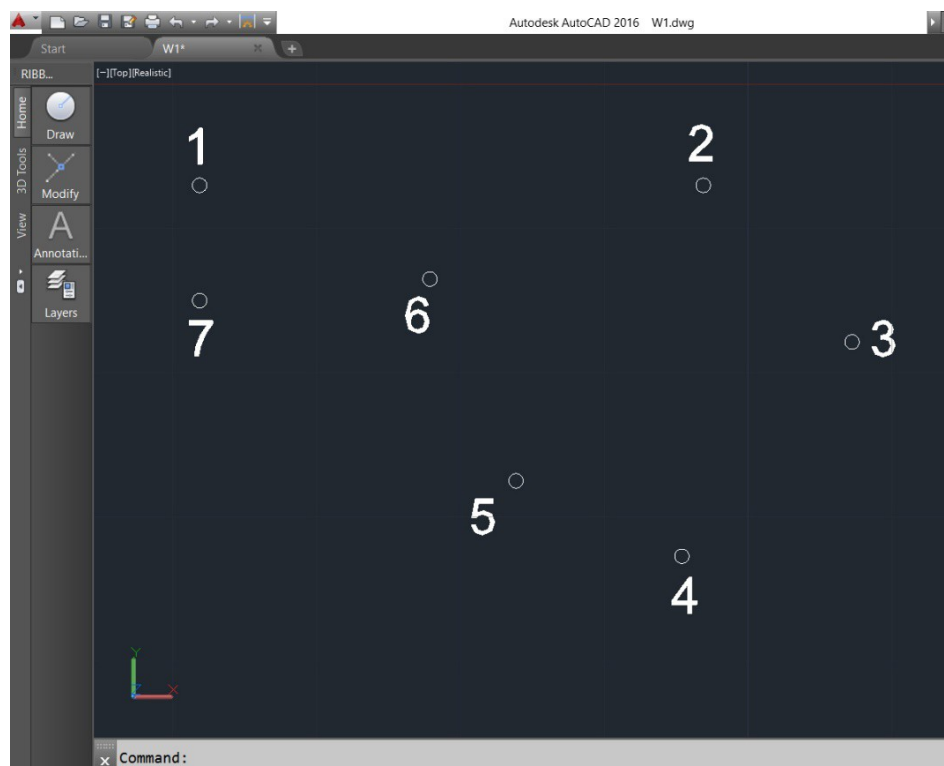 Autodesk AutoCAD 2016 W1.dwg
Start W1*
RIBB... [−][Top][Realistic]
Home
Draw
3D Tools
Modify
View
Annotati...
Layers
1 2
6
7 3
5
4
Y
Z X
Command: